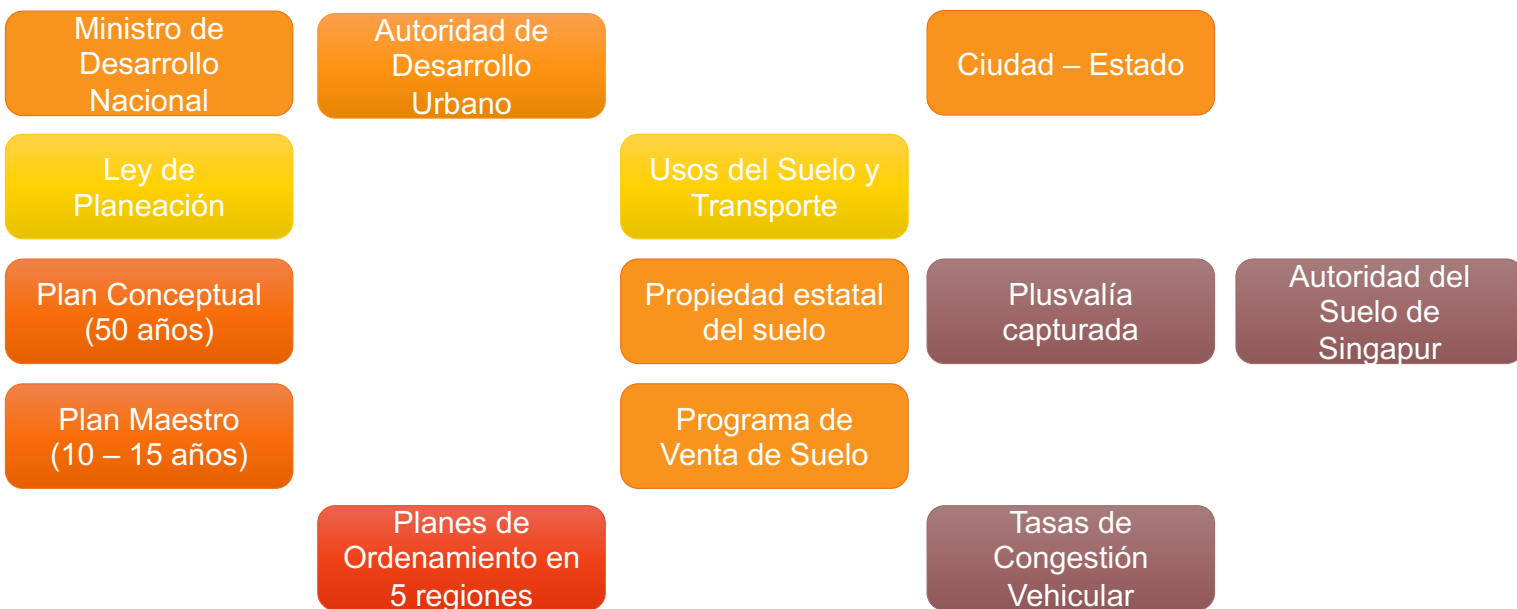 Ministro de
Desarrollo
Nacional
Autoridad de
Desarrollo
Urbano
Ciudad – Estado
Ley de
Planeación
Usos del Suelo y
Transporte
Plan Conceptual
(50 años)
Propiedad estatal
del suelo
Plusvalía
capturada
Autoridad del
Suelo de
Singapur
Plan Maestro
(10 – 15 años)
Programa de
Venta de Suelo
Planes de
Ordenamiento en
5 regiones
Tasas de
Congestión
Vehicular